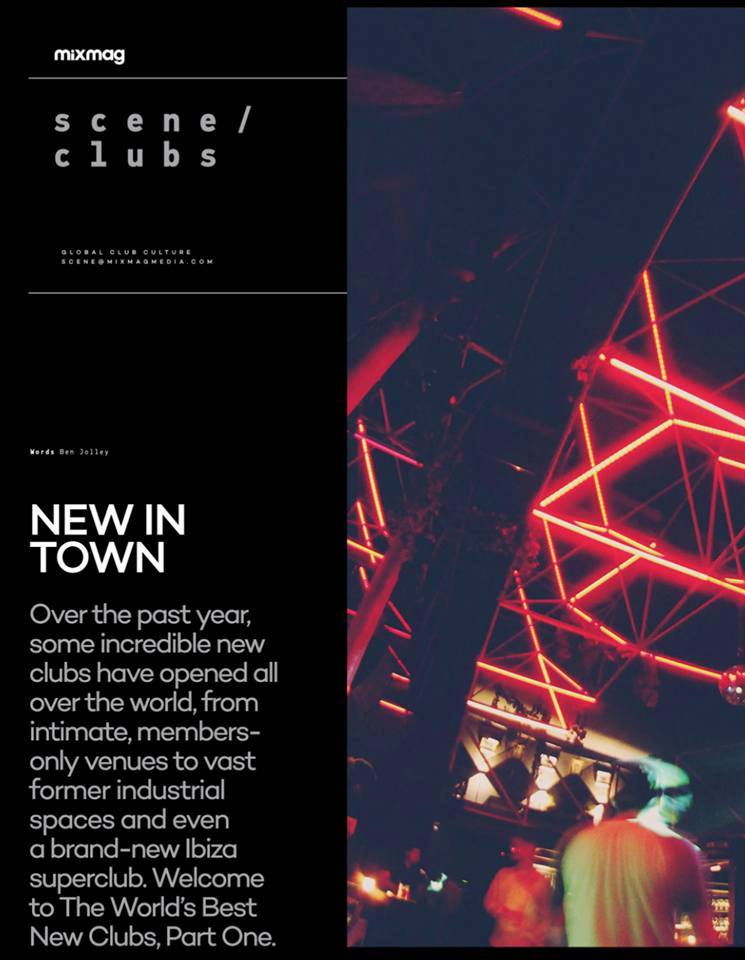 mixmag
scene/
clubs
GLOBAL CLUB CULTURE
SCENE@MIXMAGMEDIA.COM
Words Ben Jolley
NEW IN
TOWN
Over the past year,
some incredible new
clubs have opened all
over the world, from
intimate, members-
only venues to vast
former industrial
spaces and even
a brand-new Ibiza
superclub. Welcome
to The World’s Best
New Clubs, Part One.